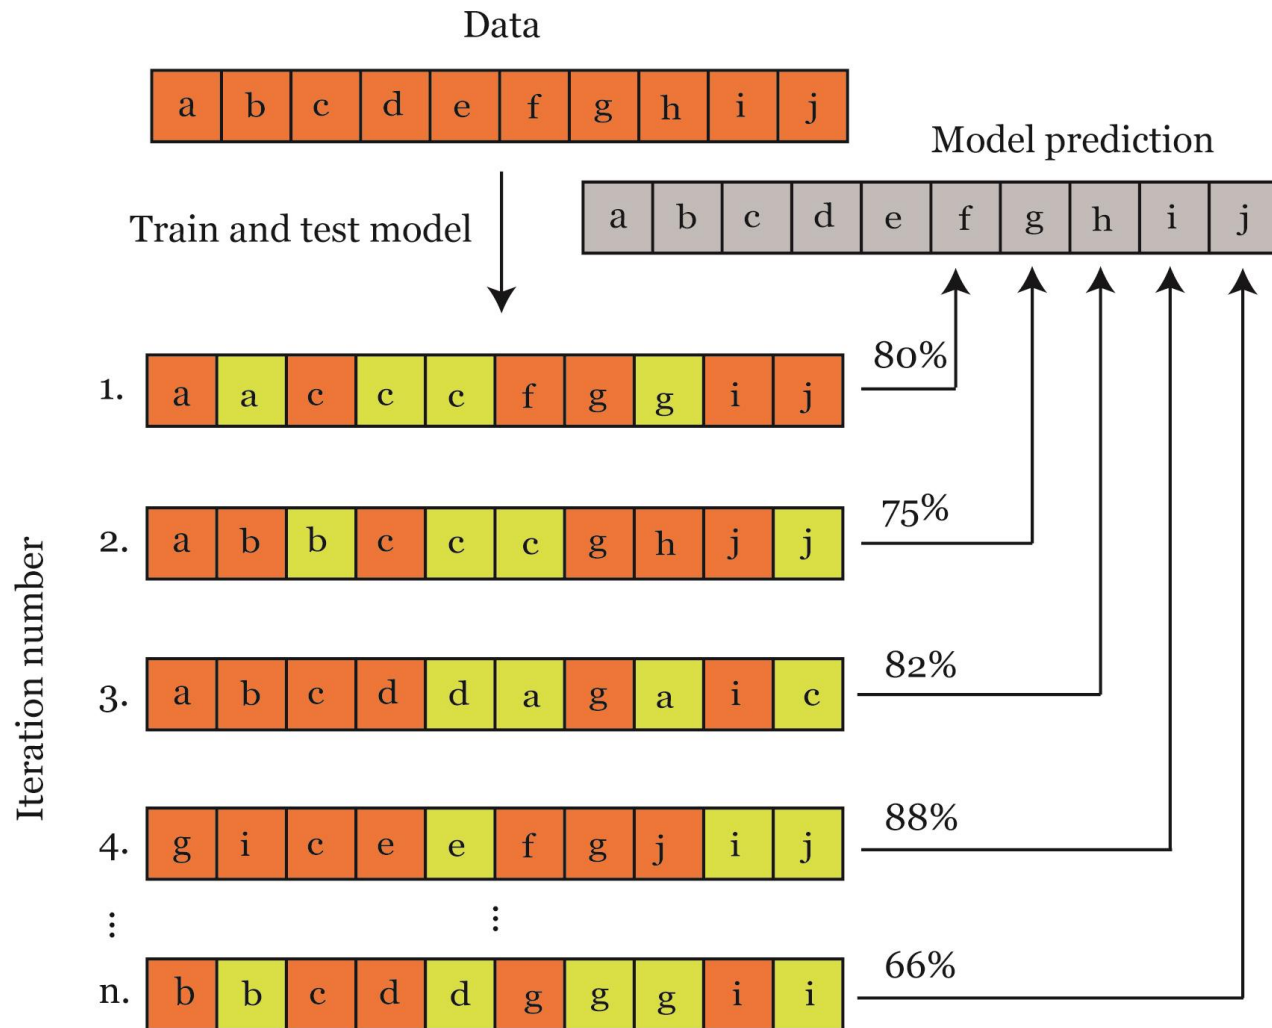 Data
a b c d e f g h i j
Model prediction
a b c d e f g h i j
Train and test model
80%
1. a a c c c f g g i j
75%
2. a b b c c c g h j j
82%
3. a b c d d a g a i c
88%
4. g i c e e f g j i j
Iteration number
⋮ ⋮
66%
n. b b c d d g g g i i